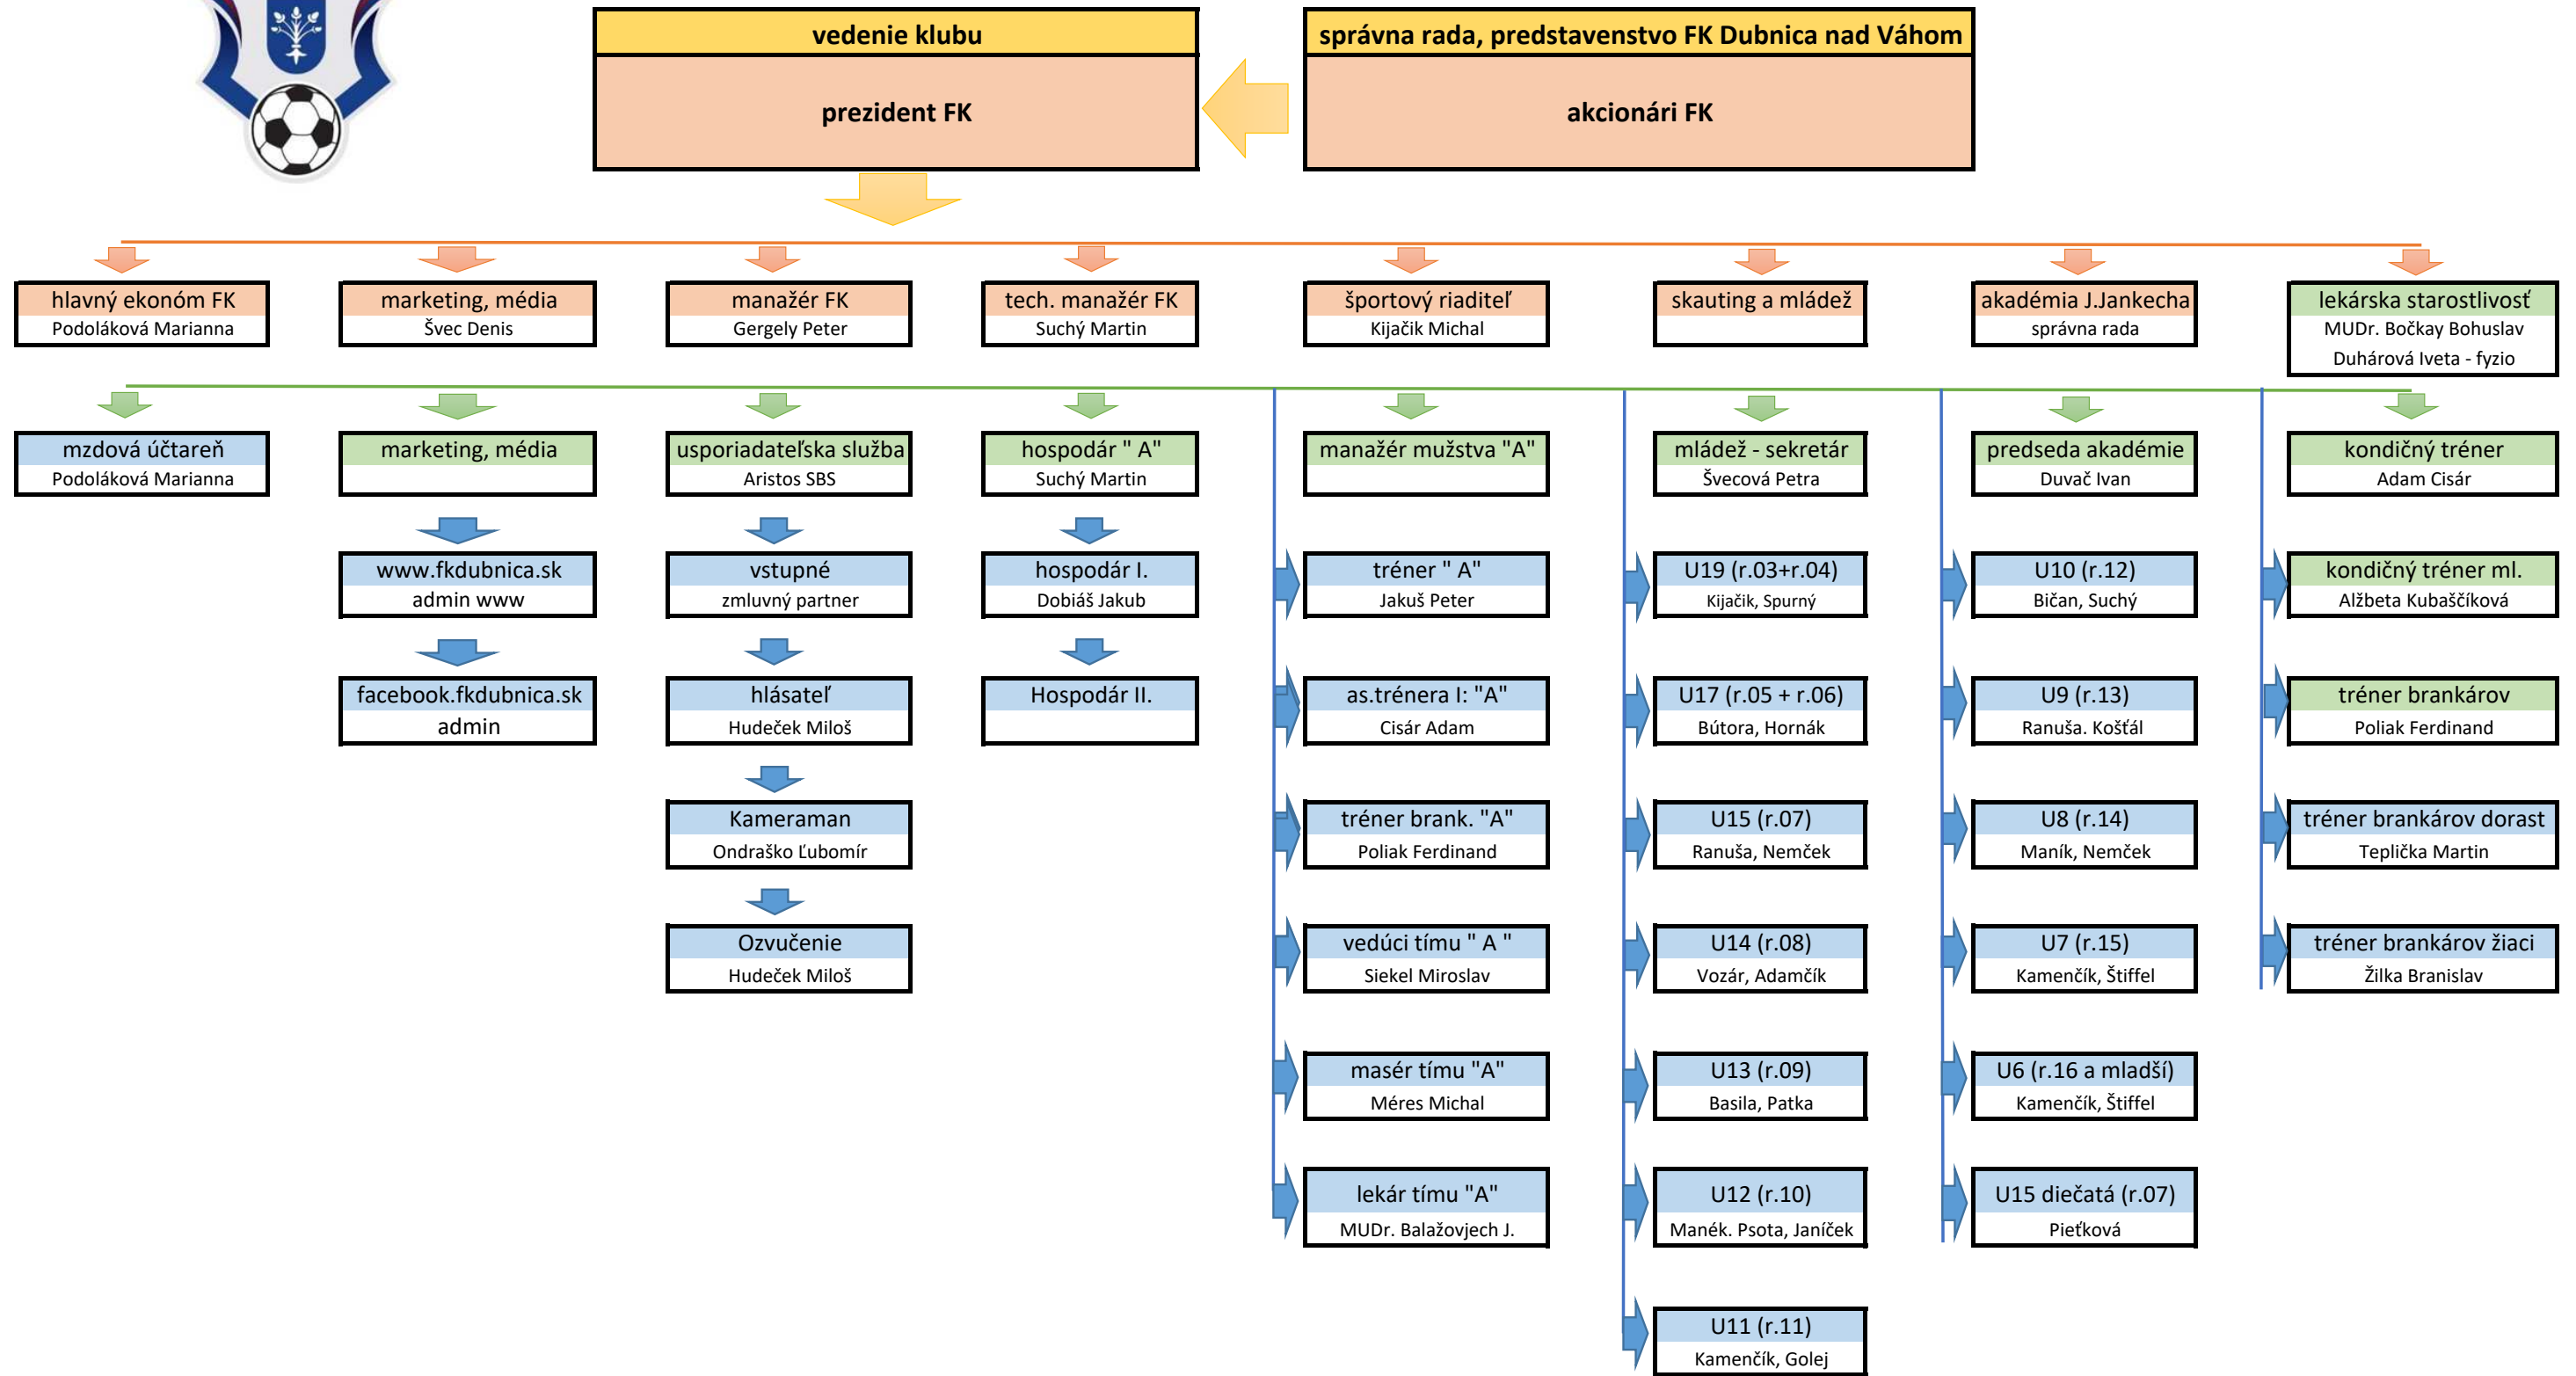 vedenie klubu
prezident FK
správna rada, predstavenstvo FK Dubnica nad Váhom
akcionári FK
hlavný ekonóm FK
Podoláková Marianna
marketing, média
Švec Denis
manažér FK
Gergely Peter
tech. manažér FK
Suchý Martin
športový riaditeľ
Kijačik Michal
skauting a mládež
akadémia J.Jankecha
správna rada
lekárska starostlivosť
MUDr. Bočkay Bohuslav
Duhárová Iveta - fyzio
mzdová účtareň
Podoláková Marianna
marketing, média
usporiadateľska služba
Aristos SBS
hospodár " A"
Suchý Martin
manažér mužstva "A"
mládež - sekretár
Švecová Petra
predseda akadémie
Duvač Ivan
kondičný tréner
Adam Cisár
www.fkdubnica.sk
admin www
vstupné
zmluvný partner
hospodár I.
Dobiáš Jakub
tréner " A"
Jakuš Peter
U19 (r.03+r.04)
Kijačik, Spurný
U10 (r.12)
Bičan, Suchý
kondičný tréner ml.
Alžbeta Kubaščíková
facebook.fkdubnica.sk
admin
hlásateľ
Hudeček Miloš
Hospodár II.
as.trénera I: "A"
Cisár Adam
U17 (r.05 + r.06)
Bútora, Hornák
U9 (r.13)
Ranuša. Košťál
tréner brankárov
Poliak Ferdinand
Kameraman
Ondraško Ľubomír
tréner brank. "A"
Poliak Ferdinand
U15 (r.07)
Ranuša, Nemček
U8 (r.14)
Maník, Nemček
tréner brankárov dorast
Teplička Martin
Ozvučenie
Hudeček Miloš
vedúci tímu " A "
Siekel Miroslav
U14 (r.08)
Vozár, Adamčík
U7 (r.15)
Kamenčík, Štiffel
tréner brankárov žiaci
Žilka Branislav
masér tímu "A"
Méres Michal
U13 (r.09)
Basila, Patka
U6 (r.16 a mladší)
Kamenčík, Štiffel
lekár tímu "A"
MUDr. Balažovjech J.
U12 (r.10)
Manék. Psota, Janíček
U15 diečatá (r.07)
Pieťková
U11 (r.11)
Kamenčík, Golej